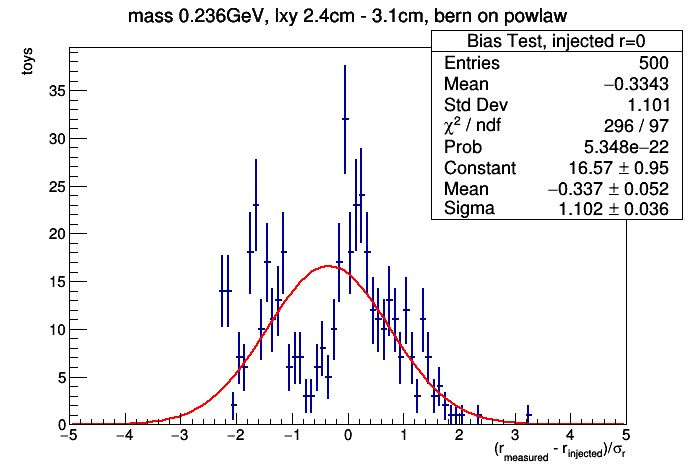 mass 0.236GeV, lxy 2.4cm - 3.1cm, bern on powlaw
Bias Test, injected r=0
Entries 500
Mean −0.3343
Std Dev 1.101
χ² / ndf 296 / 97
Prob 5.348e−22
Constant 16.57 ± 0.95
Mean −0.337 ± 0.052
Sigma 1.102 ± 0.036
toys
35
30
25
20
15
10
5
0
−5 −4 −3 −2 −1 0 1 2 3 4 5
(r_measured - r_injected)/σ_r